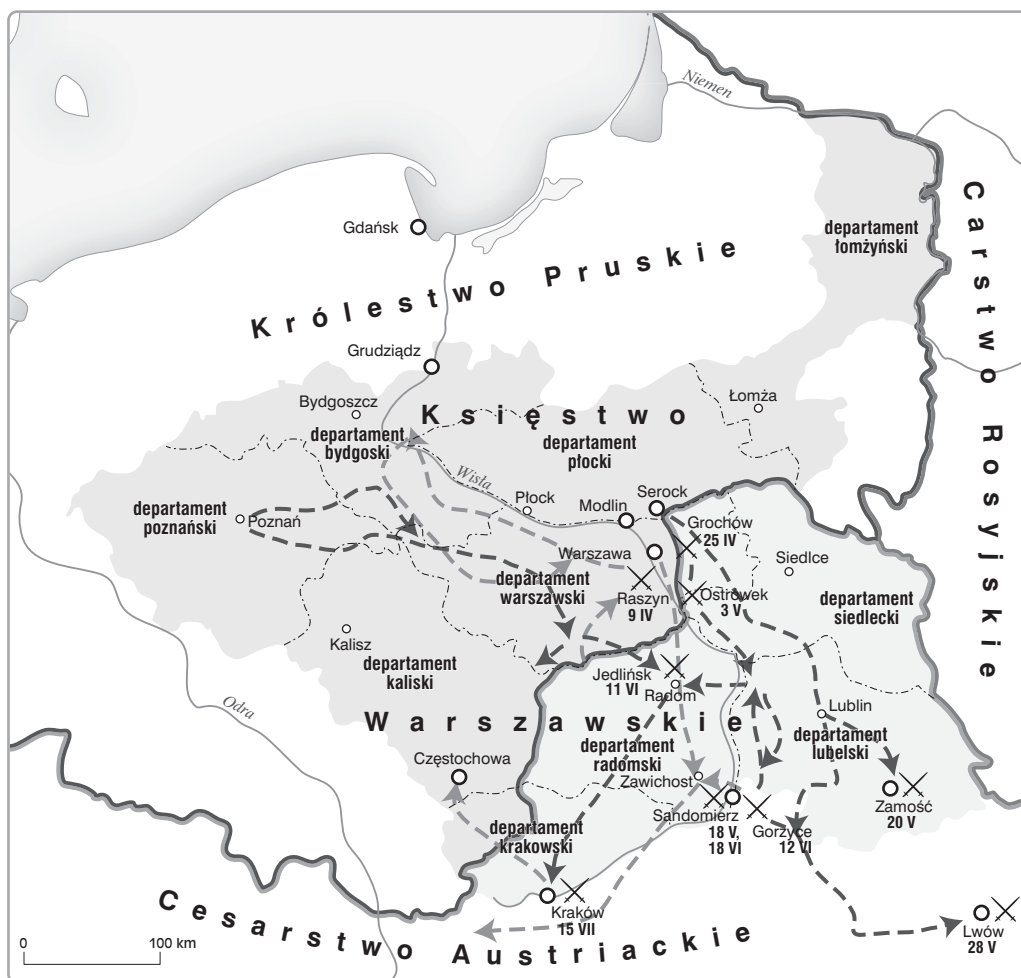 Niemen
Carstwo Rosyjskie
Gdańsk
departament
łomżyński
Królestwo Pruskie
Grudziądz
Bydgoszcz
Łomża
Księstwo
departament
bydgoski
departament
płocki
Wisła
Płock
Modlin
Serock
departament
poznański
Poznań
Grochów
25 IV
Warszawa
Siedlce
departament
warszawski
Raszyn
9 IV
Ostrówek
3 V
departament
siedlecki
Kalisz
departament
kaliski
Jedlińsk
11 VI
Radom
Odra
Warszawskie
Lublin
departament
lubelski
departament
radomski
Częstochowa
Zawichost
Sandomierz
18 V,
18 VI
Gorzyce
12 VI
Zamość
20 V
departament
krakowski
Kraków
15 VII
Lwów
28 V
Cesarstwo Austriackie
0 100 km